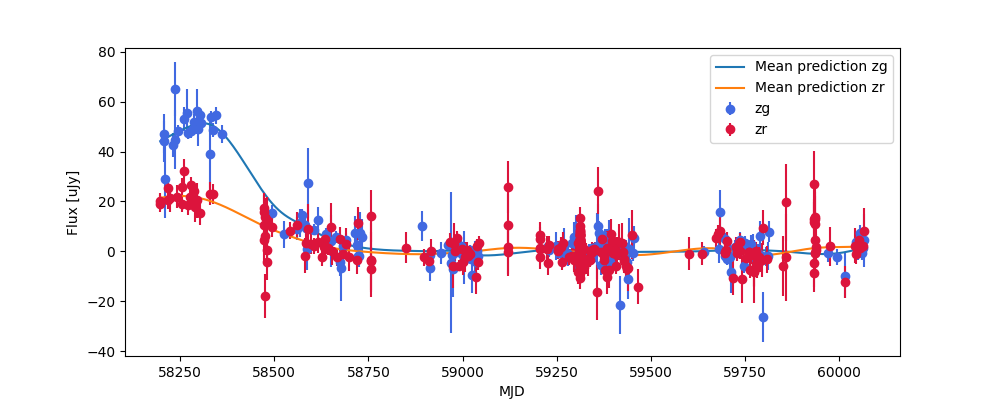 80
60
40
20
0
−20
−40
Flux [uJy]
58250
58500
58750
59000
59250
59500
59750
60000
MJD
Mean prediction zg
Mean prediction zr
zg
zr